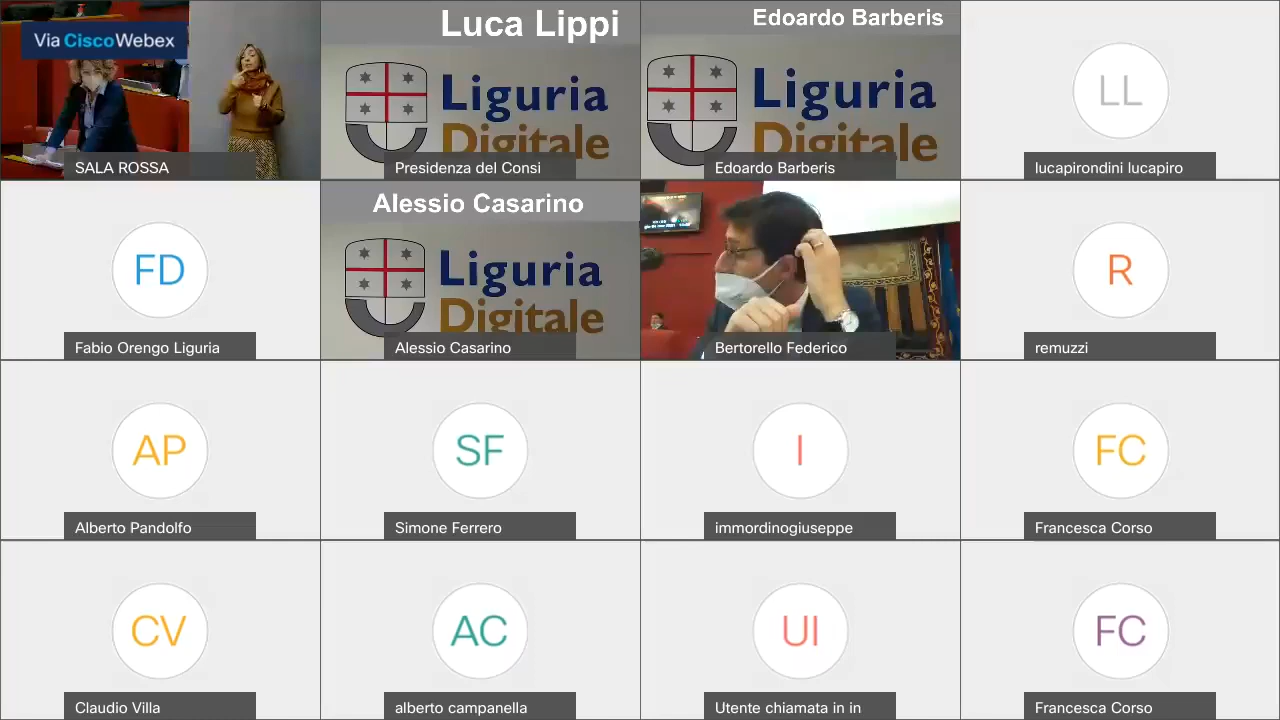 Via Cisco Webex
SALA ROSSA
Luca Lippi
Liguria
Digitale
Presidenza del Consi
Edoardo Barberis
Liguria
Digitale
Edoardo Barberis
LL
lucapirondini lucapiro
FD
Fabio Orengo Liguria
Alessio Casarino
Liguria
Digitale
Alessio Casarino
Bertorello Federico
R
remuzzi
AP
Alberto Pandolfo
SF
Simone Ferrero
I
immordinogiuseppe
FC
Francesca Corso
CV
Claudio Villa
AC
alberto campanella
UI
Utente chiamata in in
FC
Francesca Corso